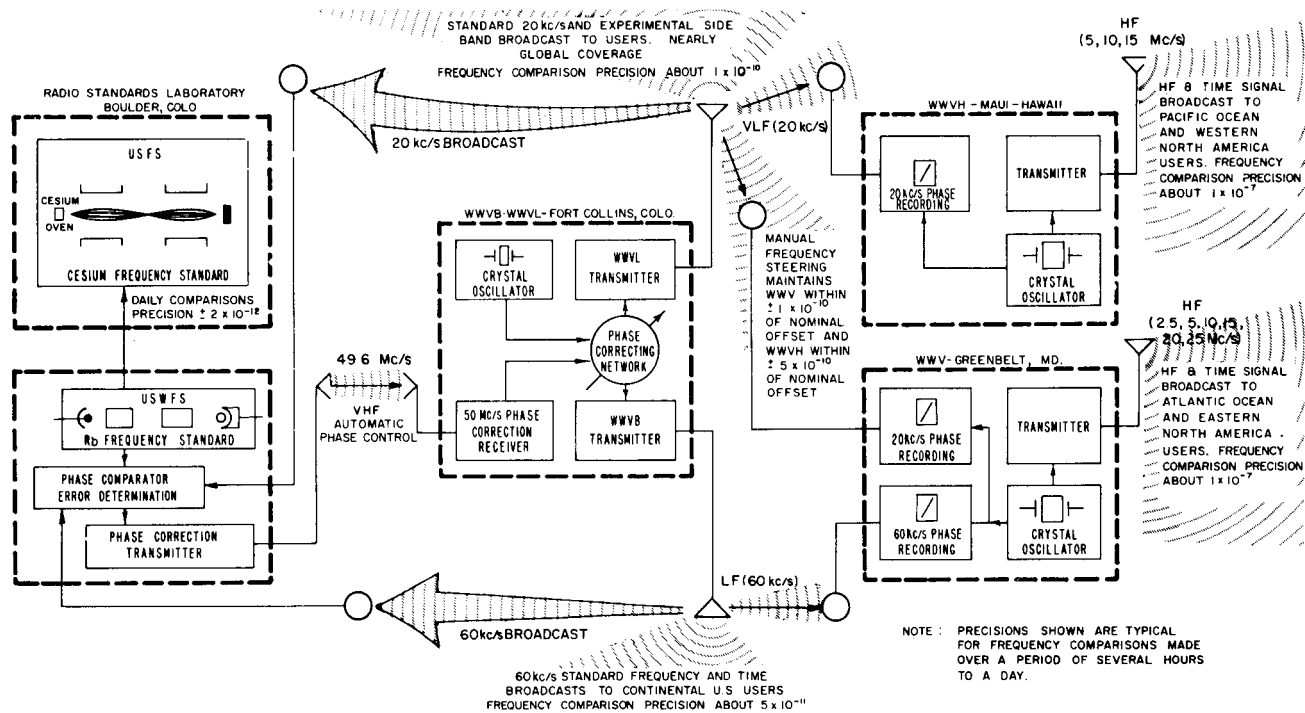 STANDARD 20 kc/s AND EXPERIMENTAL SIDE
BAND BROADCAST TO USERS. NEARLY
GLOBAL COVERAGE
FREQUENCY COMPARISON PRECISION ABOUT 1 x 10⁻¹⁰
HF
(5, 10, 15 Mc/s)
RADIO STANDARDS LABORATORY
BOULDER, COLO
USFS
CESIUM
OVEN
CESIUM FREQUENCY STANDARD
DAILY COMPARISONS
PRECISION ± 2 x 10⁻¹²
20 kc/s BROADCAST
VLF (20 kc/s)
WWVH - MAUI - HAWAII
20 kc/s PHASE
RECORDING
TRANSMITTER
CRYSTAL
OSCILLATOR
HF & TIME SIGNAL
BROADCAST TO
PACIFIC OCEAN
AND WESTERN
NORTH AMERICA
USERS. FREQUENCY
COMPARISON PRECISION
ABOUT 1 x 10⁻⁷
WWVB-WWVL-FORT COLLINS, COLO.
CRYSTAL
OSCILLATOR
WWVL
TRANSMITTER
PHASE
CORRECTING
NETWORK
50 Mc/s PHASE
CORRECTION
RECEIVER
WWVB
TRANSMITTER
MANUAL
FREQUENCY
STEERING
MAINTAINS
WWV WITHIN
± 1 x 10⁻¹⁰
OF NOMINAL
OFFSET AND
WWVH WITHIN
± 5 x 10⁻¹⁰
OF NOMINAL
OFFSET
HF
(2.5, 5, 10, 15,
20, 25 Mc/s)
WWV-GREENBELT, MD.
20kc/s PHASE
RECORDING
TRANSMITTER
60kc/s PHASE
RECORDING
CRYSTAL
OSCILLATOR
HF & TIME SIGNAL
BROADCAST TO
ATLANTIC OCEAN
AND EASTERN
NORTH AMERICA .
USERS. FREQUENCY
COMPARISON PRECISION
ABOUT 1x10⁻⁷
USWFS
Rb FREQUENCY STANDARD
PHASE COMPARATOR
ERROR DETERMINATION
PHASE CORRECTION
TRANSMITTER
49.6 Mc/s
VHF
AUTOMATIC
PHASE CONTROL
60kc/s BROADCAST
LF (60 kc/s)
60kc/s STANDARD FREQUENCY AND TIME
BROADCASTS TO CONTINENTAL U.S USERS
FREQUENCY COMPARISON PRECISION ABOUT 5 x 10⁻¹¹
NOTE : PRECISIONS SHOWN ARE TYPICAL
FOR FREQUENCY COMPARISONS MADE
OVER A PERIOD OF SEVERAL HOURS
TO A DAY.